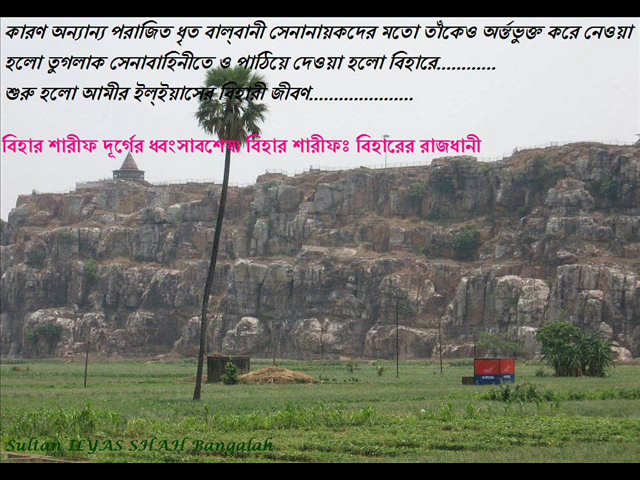 কারণ অন্যান্য পরাজিত ধৃত বাল্‌বানী সেনানায়কদের মতো তাঁকেও অর্ন্তভুক্ত করে নেওয়া
হলো তুগলাক সেনাবাহিনীতে ও পাঠিয়ে দেওয়া হলো বিহারে............
শুরু হলো আমীর ইল্‌ইয়াসের বিহারী জীবণ.....................
বিহার শারীফ দূর্গের ধ্বংসাবশেষ বিহার শারীফঃ বিহারের রাজধানী
Sultan ILYAS SHAH Bangalah